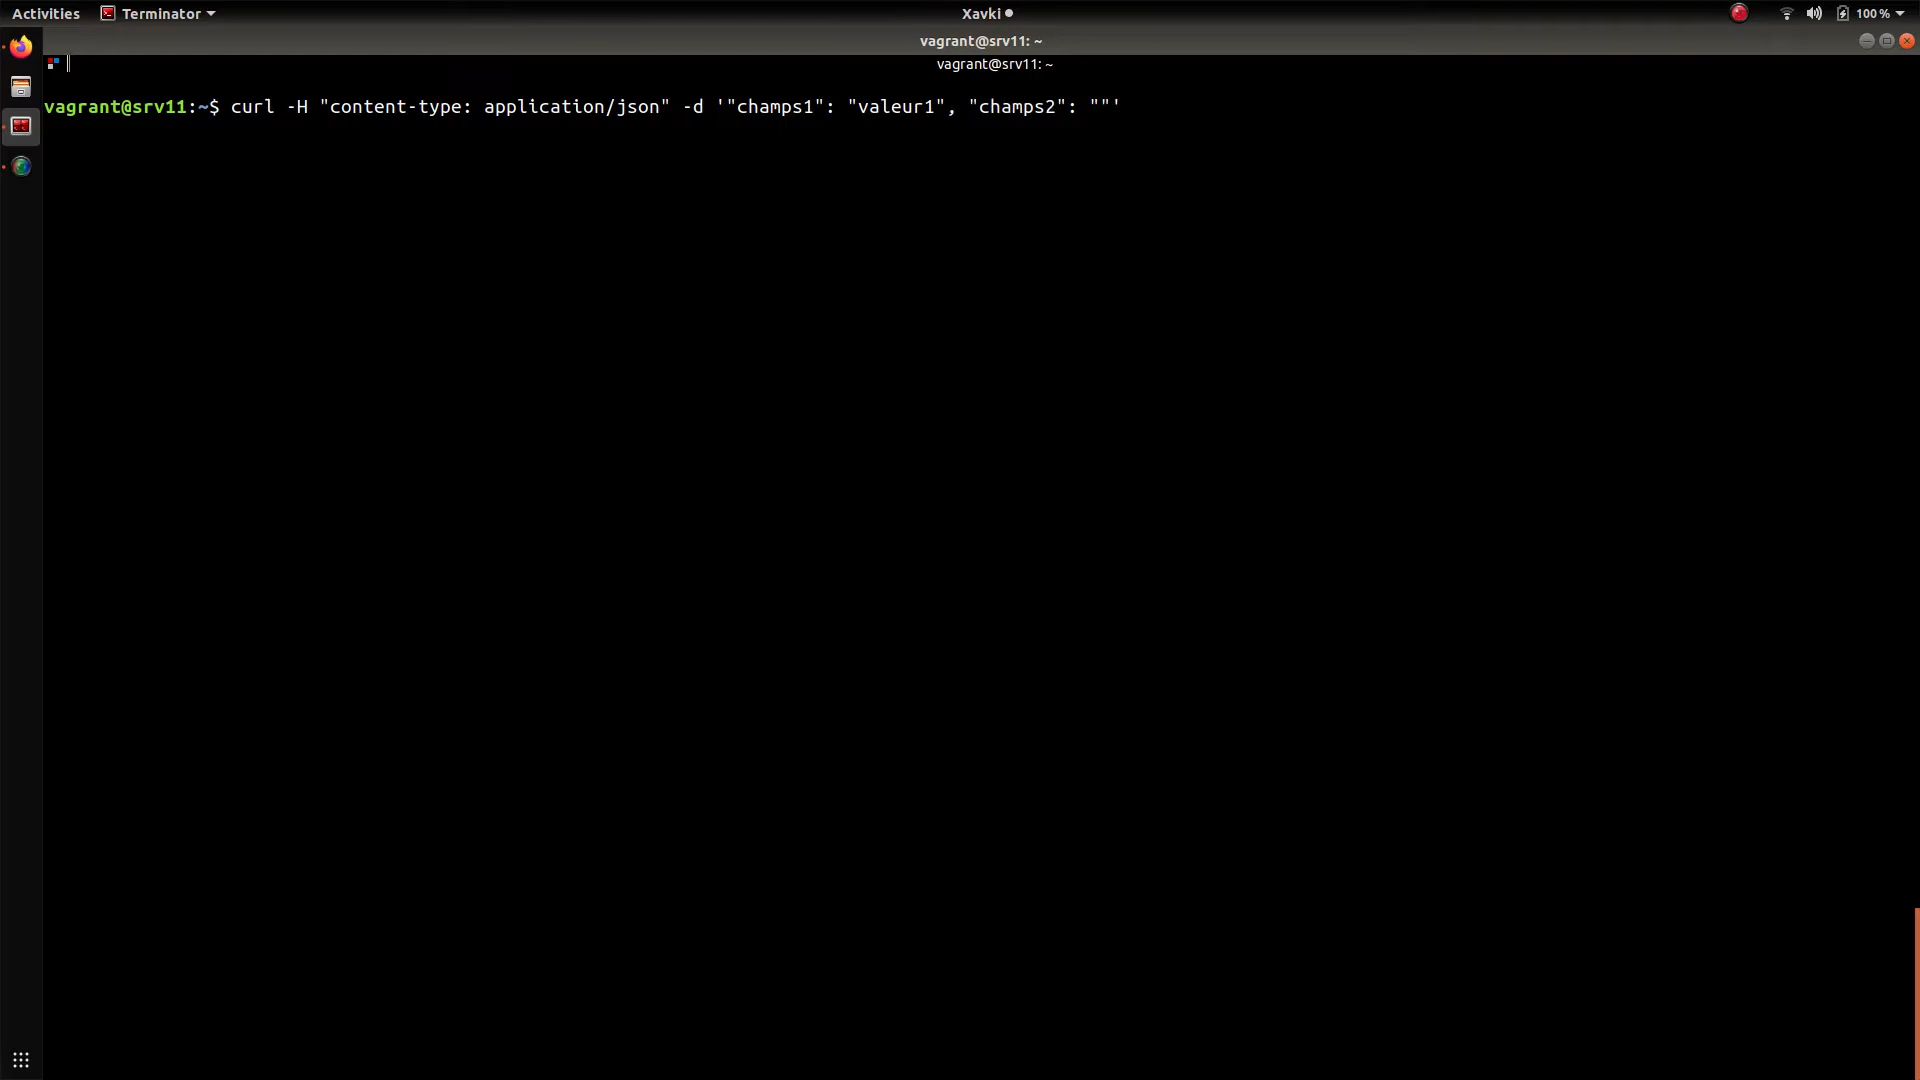 Activities Terminator Xavki 100 %
vagrant@srv11: ~
vagrant@srv11: ~
vagrant@srv11:~$ curl -H "content-type: application/json" -d '"champs1": "valeur1", "champs2": ""'